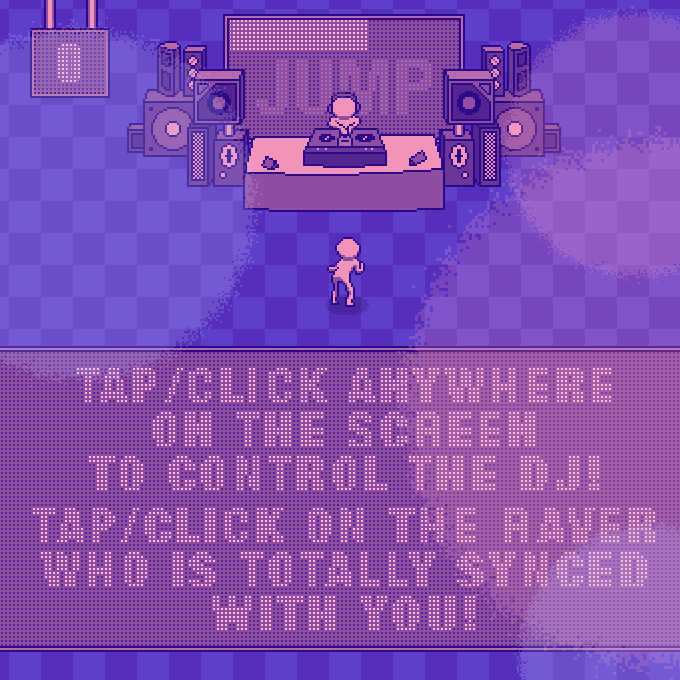 0
JUMP
TAP/CLICK ANYWHERE
ON THE SCREEN
TO CONTROL THE DJ!
TAP/CLICK ON THE RAVER
WHO IS TOTALLY SYNCED
WITH YOU!